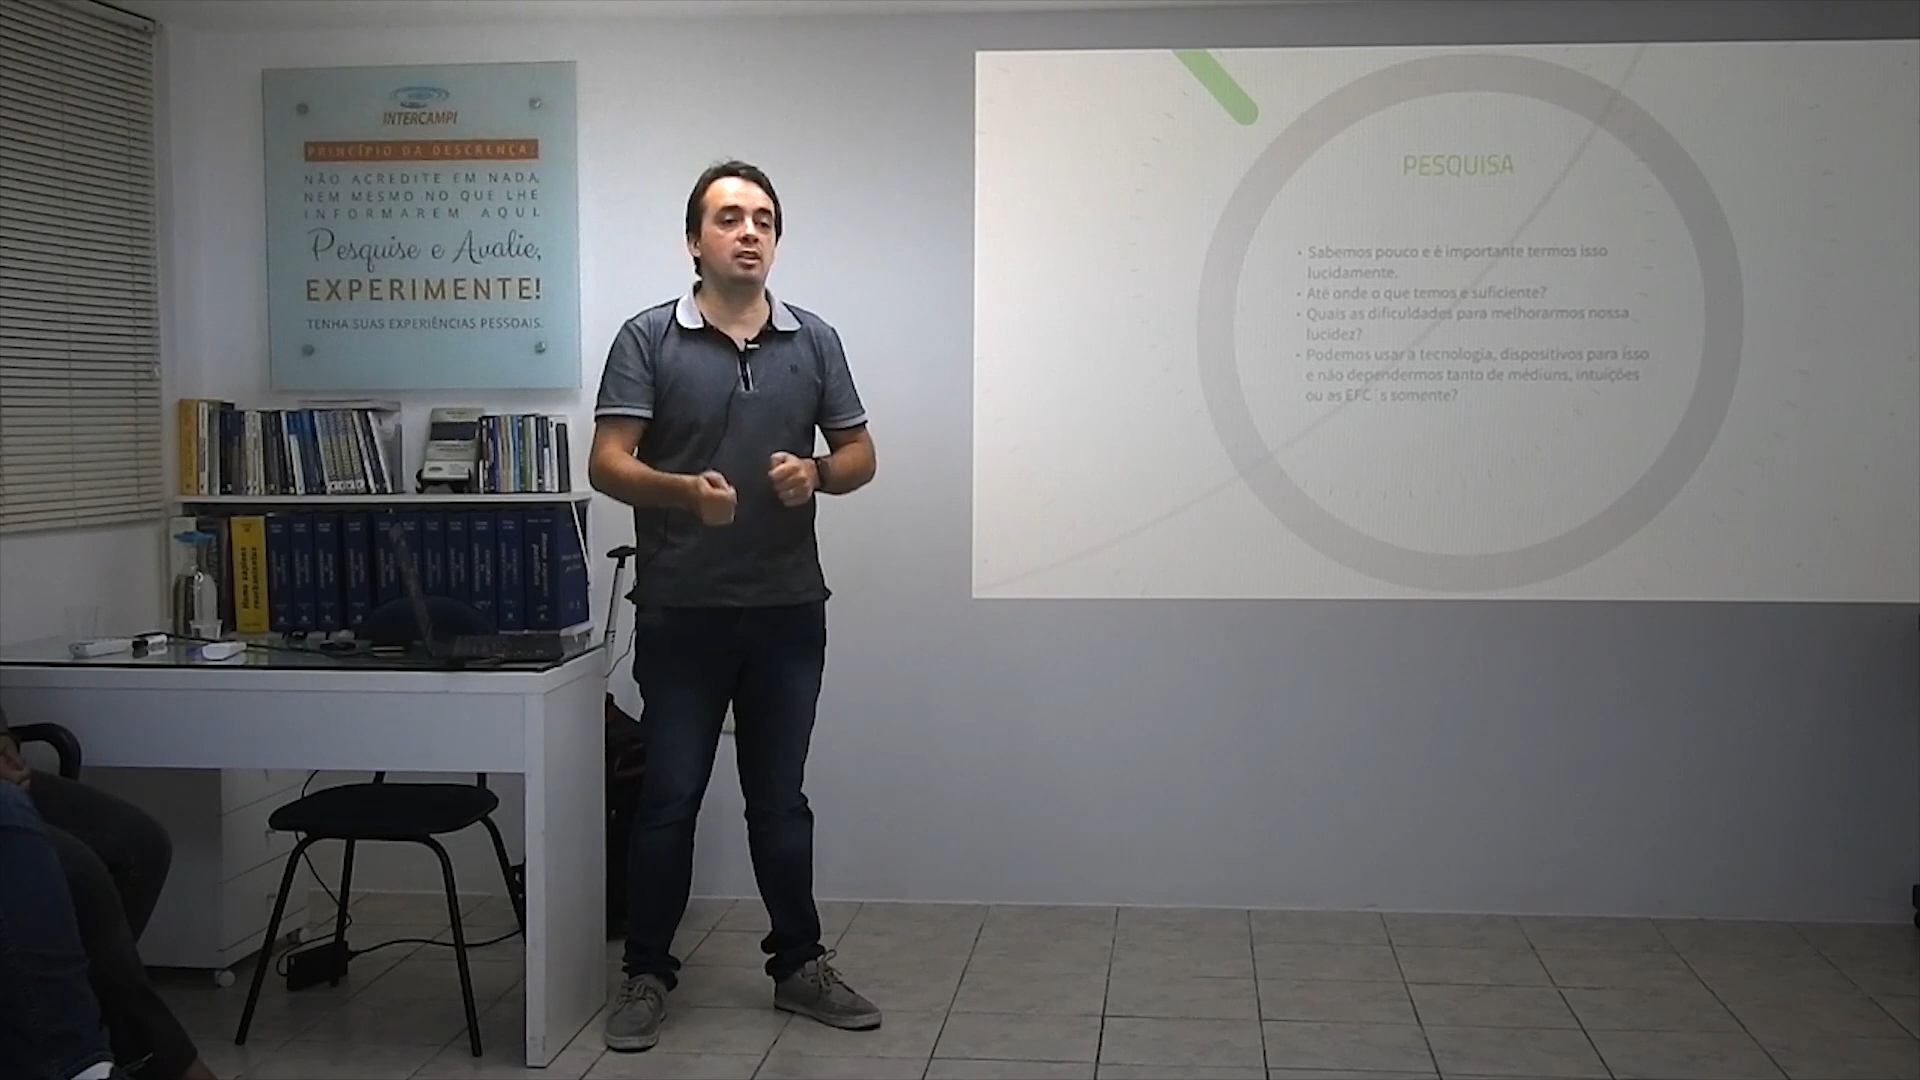 INTERCAMPI
PRINCÍPIO DA DESCRENÇA:
NÃO ACREDITE EM NADA,
NEM MESMO NO QUE LHE
INFORMAREM AQUI.
Pesquise e Avalie,
EXPERIMENTE!
TENHA SUAS EXPERIÊNCIAS PESSOAIS.
PESQUISA
• Sabemos pouco e é importante termos isso
lucidamente.
• Até onde o que temos e suficiente?
• Quais as dificuldades para melhorarmos nossa
lucidez?
• Podemos usar a tecnologia, dispositivos para isso
e não dependermos tanto de médiuns, intuições
ou as EFC´s somente?
Homo sapiens
reurbanisatus